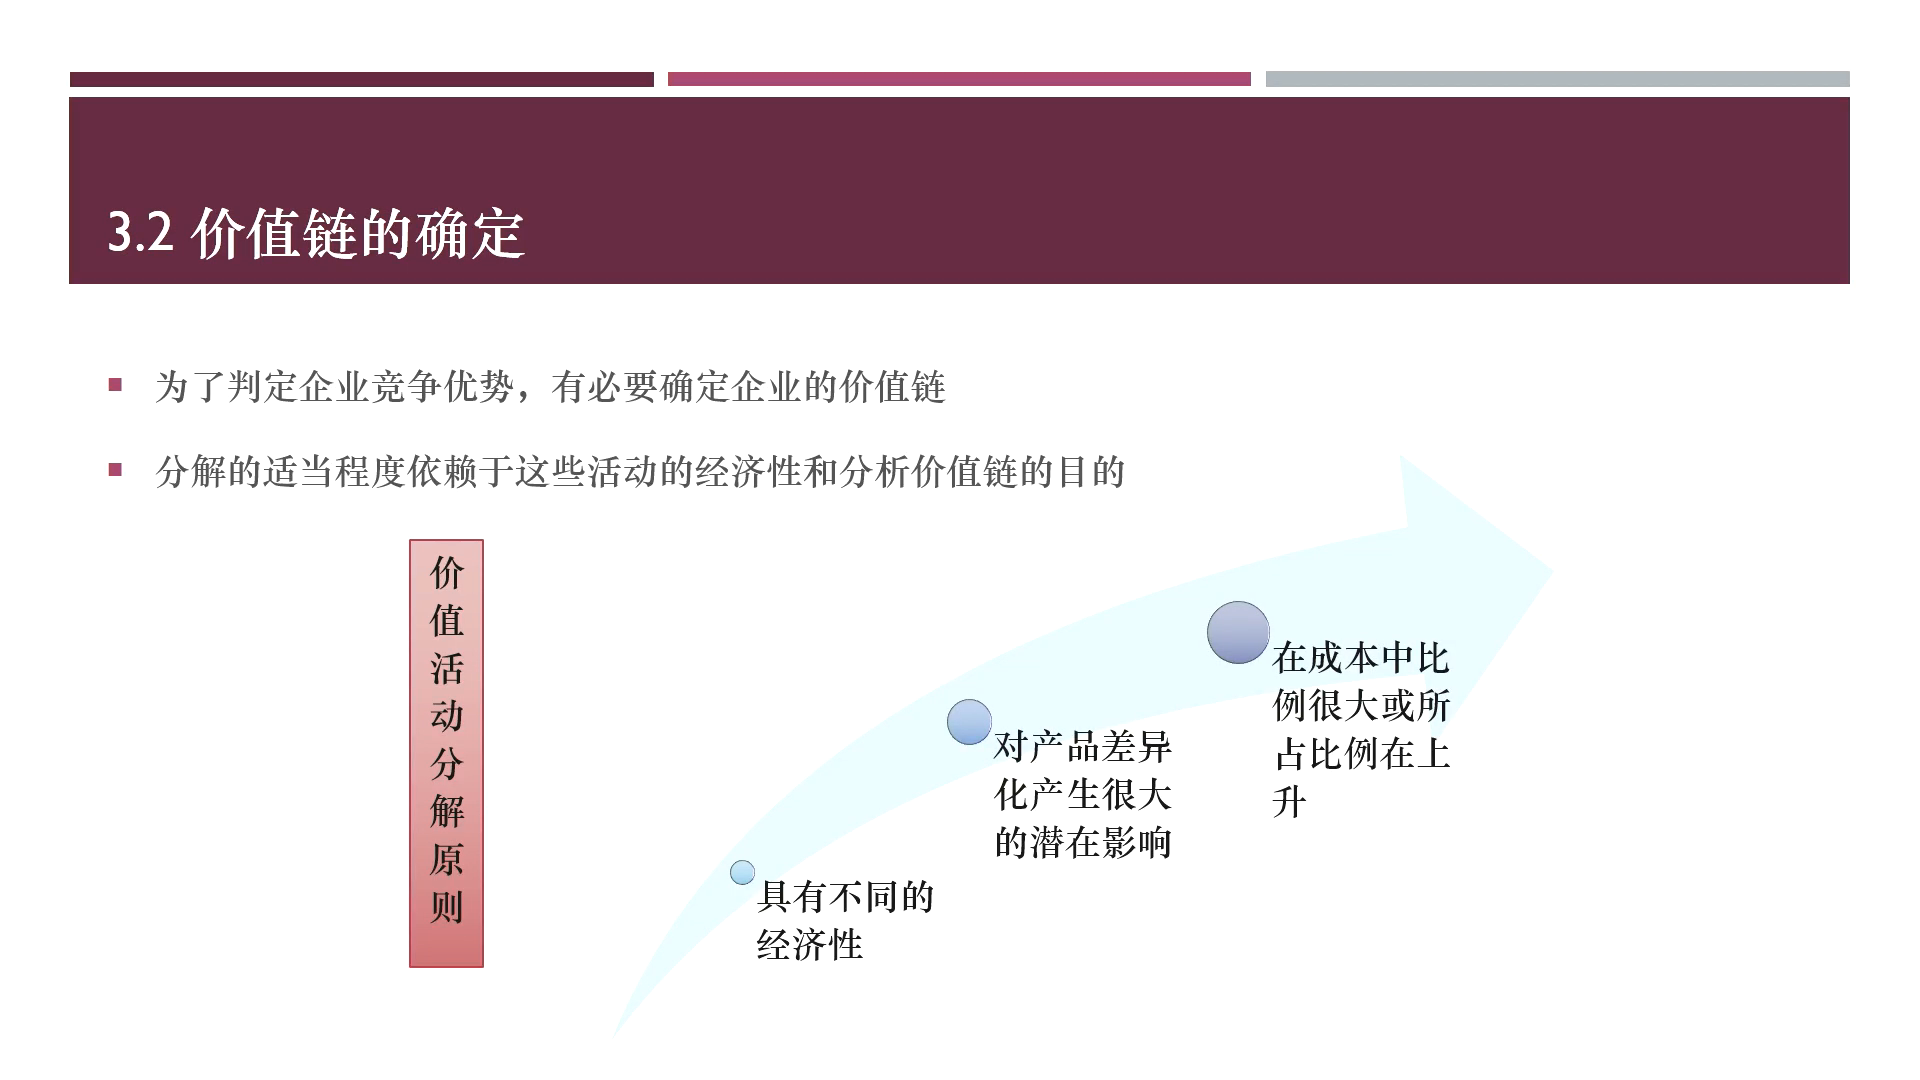 3.2 价值链的确定
为了判定企业竞争优势，有必要确定企业的价值链
分解的适当程度依赖于这些活动的经济性和分析价值链的目的
价
值
活
动
分
解
原
则
具有不同的
经济性
对产品差异
化产生很大
的潜在影响
在成本中比
例很大或所
占比例在上
升